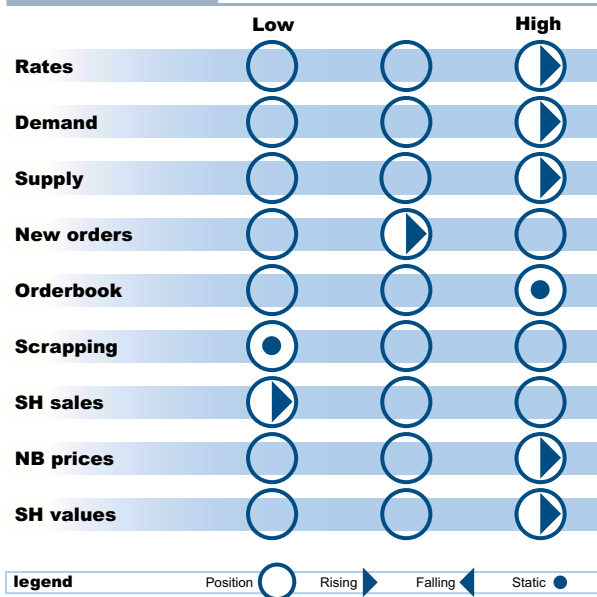 Low High
Rates
Demand
Supply
New orders
Orderbook
Scrapping
SH sales
NB prices
SH values
legend Position Rising Falling Static